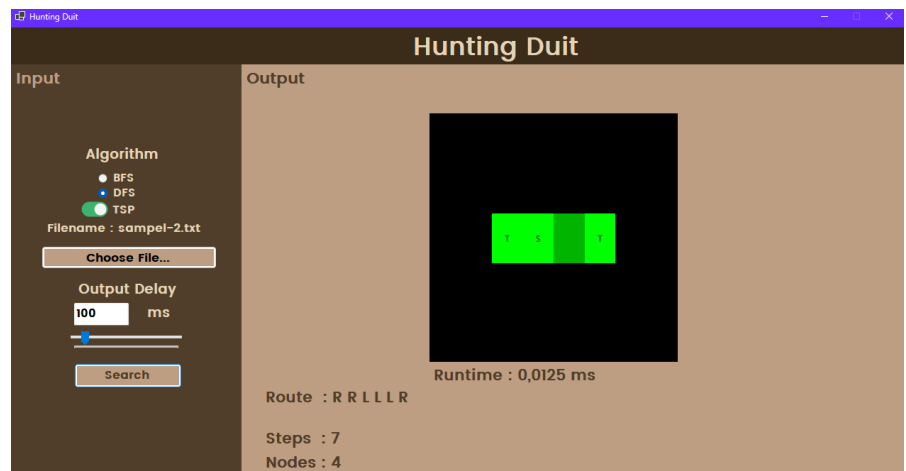 Hunting Duit
Hunting Duit
Input
Output
Algorithm
BFS
DFS
TSP
Filename : sampel-2.txt
Choose File...
Output Delay
100 ms
Search
T S T
Runtime : 0,0125 ms
Route : R R L L L R
Steps : 7
Nodes : 4